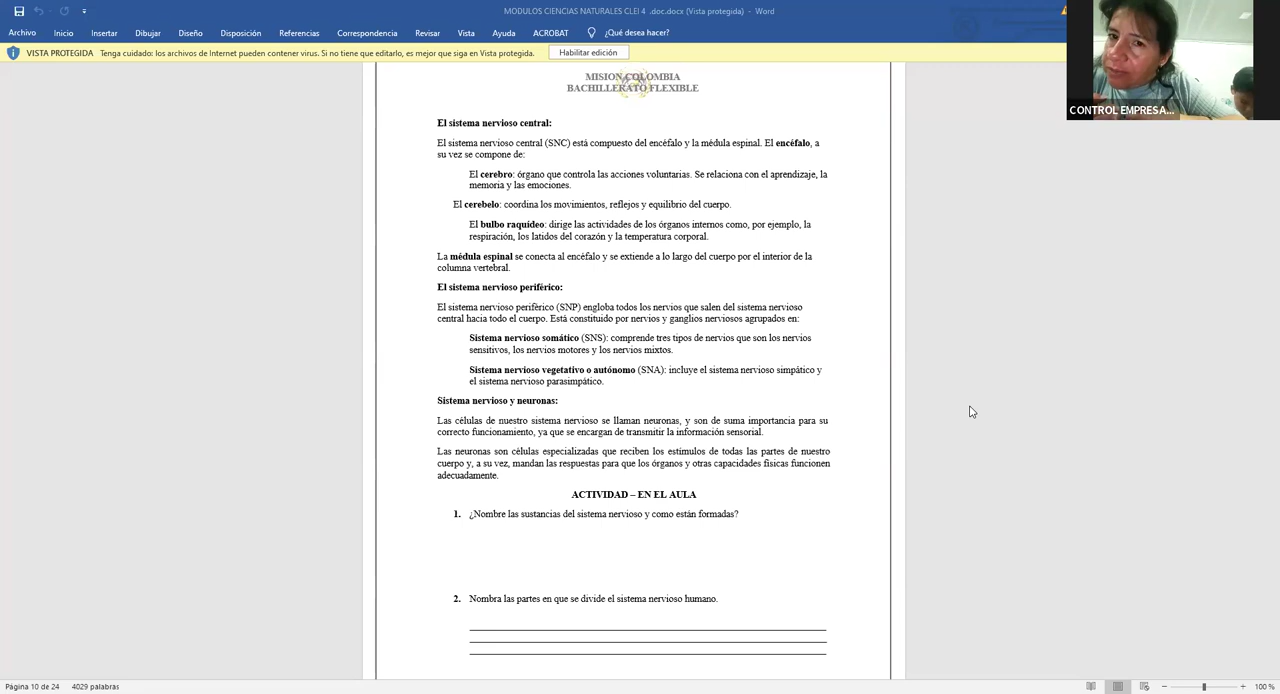 MODULOS CIENCIAS NATURALES CLEI 4 .doc.docx (Vista protegida) - Word
Archivo Inicio Insertar Dibujar Diseño Disposición Referencias Correspondencia Revisar Vista Ayuda ACROBAT ¿Qué desea hacer?
VISTA PROTEGIDA Tenga cuidado: los archivos de Internet pueden contener virus. Si no tiene que editarlo, es mejor que siga en Vista protegida. Habilitar edición
CONTROL EMPRESA...
MISION COLOMBIA
BACHILLERATO FLEXIBLE
El sistema nervioso central:
El sistema nervioso central (SNC) está compuesto del encéfalo y la médula espinal. El encéfalo, a
su vez se compone de:
El cerebro: órgano que controla las acciones voluntarias. Se relaciona con el aprendizaje, la
memoria y las emociones.
El cerebelo: coordina los movimientos, reflejos y equilibrio del cuerpo.
El bulbo raquídeo: dirige las actividades de los órganos internos como, por ejemplo, la
respiración, los latidos del corazón y la temperatura corporal.
La médula espinal se conecta al encéfalo y se extiende a lo largo del cuerpo por el interior de la
columna vertebral.
El sistema nervioso periférico:
El sistema nervioso periférico (SNP) engloba todos los nervios que salen del sistema nervioso
central hacia todo el cuerpo. Está constituido por nervios y ganglios nerviosos agrupados en:
Sistema nervioso somático (SNS): comprende tres tipos de nervios que son los nervios
sensitivos, los nervios motores y los nervios mixtos.
Sistema nervioso vegetativo o autónomo (SNA): incluye el sistema nervioso simpático y
el sistema nervioso parasimpático.
Sistema nervioso y neuronas:
Las células de nuestro sistema nervioso se llaman neuronas, y son de suma importancia para su
correcto funcionamiento, ya que se encargan de transmitir la información sensorial.
Las neuronas son células especializadas que reciben los estímulos de todas las partes de nuestro
cuerpo y, a su vez, mandan las respuestas para que los órganos y otras capacidades físicas funcionen
adecuadamente.
ACTIVIDAD – EN EL AULA
1. ¿Nombre las sustancias del sistema nervioso y como están formadas?
2. Nombra las partes en que se divide el sistema nervioso humano.
Página 10 de 24 4029 palabras 100 %